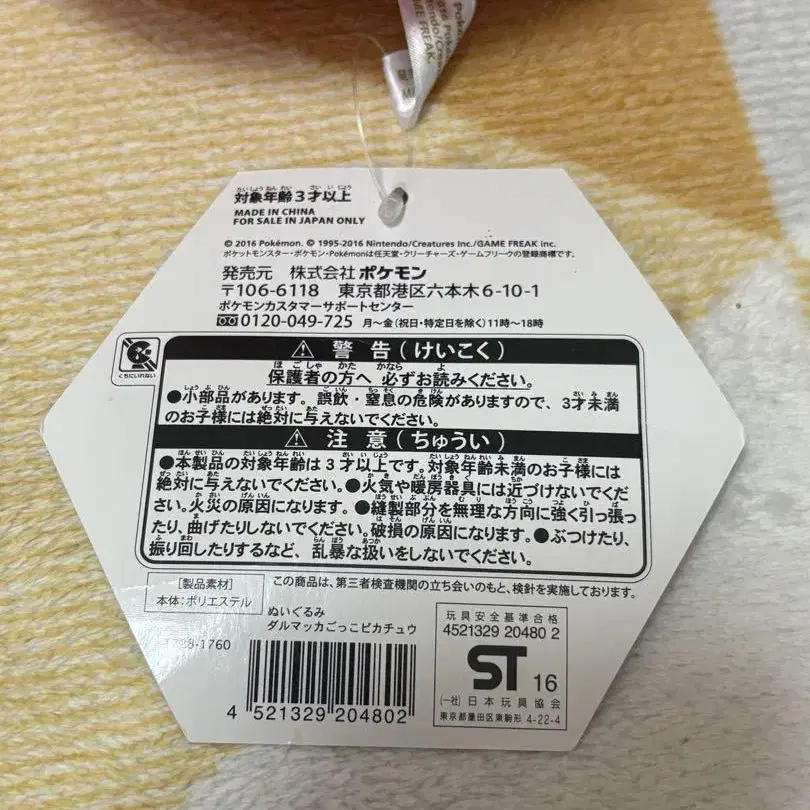 Nintendo/Crea
GAME FREAK.
対象年齢3才以上
MADE IN CHINA
FOR SALE IN JAPAN ONLY
© 2016 Pokémon. © 1995-2016 Nintendo/Creatures Inc./GAME FREAK inc.
ポケットモンスター・ポケモン・Pokémonは任天堂・クリーチャーズ・ゲームフリークの登録商標です。
発売元 株式会社ポケモン
〒106-6118 東京都港区六本木6-10-1
ポケモンカスタマーサポートセンター
0120-049-725 月~金(祝日・特定日を除く)11時~18時
くちにいれない
⚠ 警告(けいこく)
保護者の方へ 必ずお読みください。
●小部品があります。誤飲・窒息の危険がありますので、3才未満
のお子様には絶対に与えないでください。
⚠ 注意(ちゅうい)
●本製品の対象年齢は3才以上です。対象年齢未満のお子様には
絶対に与えないでください。●火気や暖房器具には近づけないでくだ
さい。火災の原因になります。●縫製部分を無理な方向に強く引っ張っ
たり、曲げたりしないでください。破損の原因になります。●ぶつけたり、
振り回したりするなど、乱暴な扱いをしないでください。
[製品素材]
本体:ポリエステル
この商品は、第三者検査機関の立ち会いのもと、検針を実施しております。
ぬいぐるみ
ダルマッカごっこピカチュウ
-1760
4 521329 204802
玩具安全基準合格
4521329 20480 2
ST 16
(一社)日本玩具協会
東京都墨田区東駒形 4-22-4